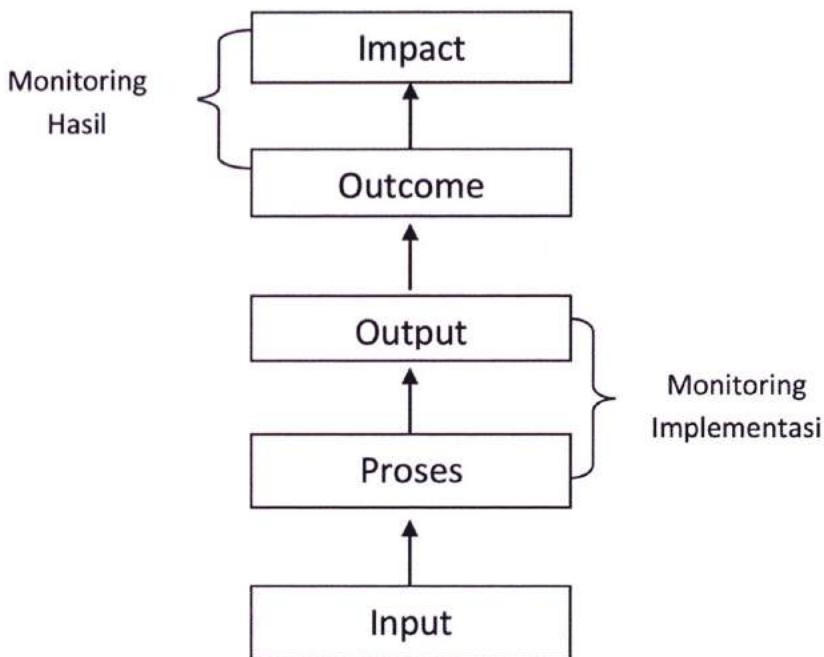 Impact
Monitoring
Hasil
Outcome
Output
Monitoring
Implementasi
Proses
Input